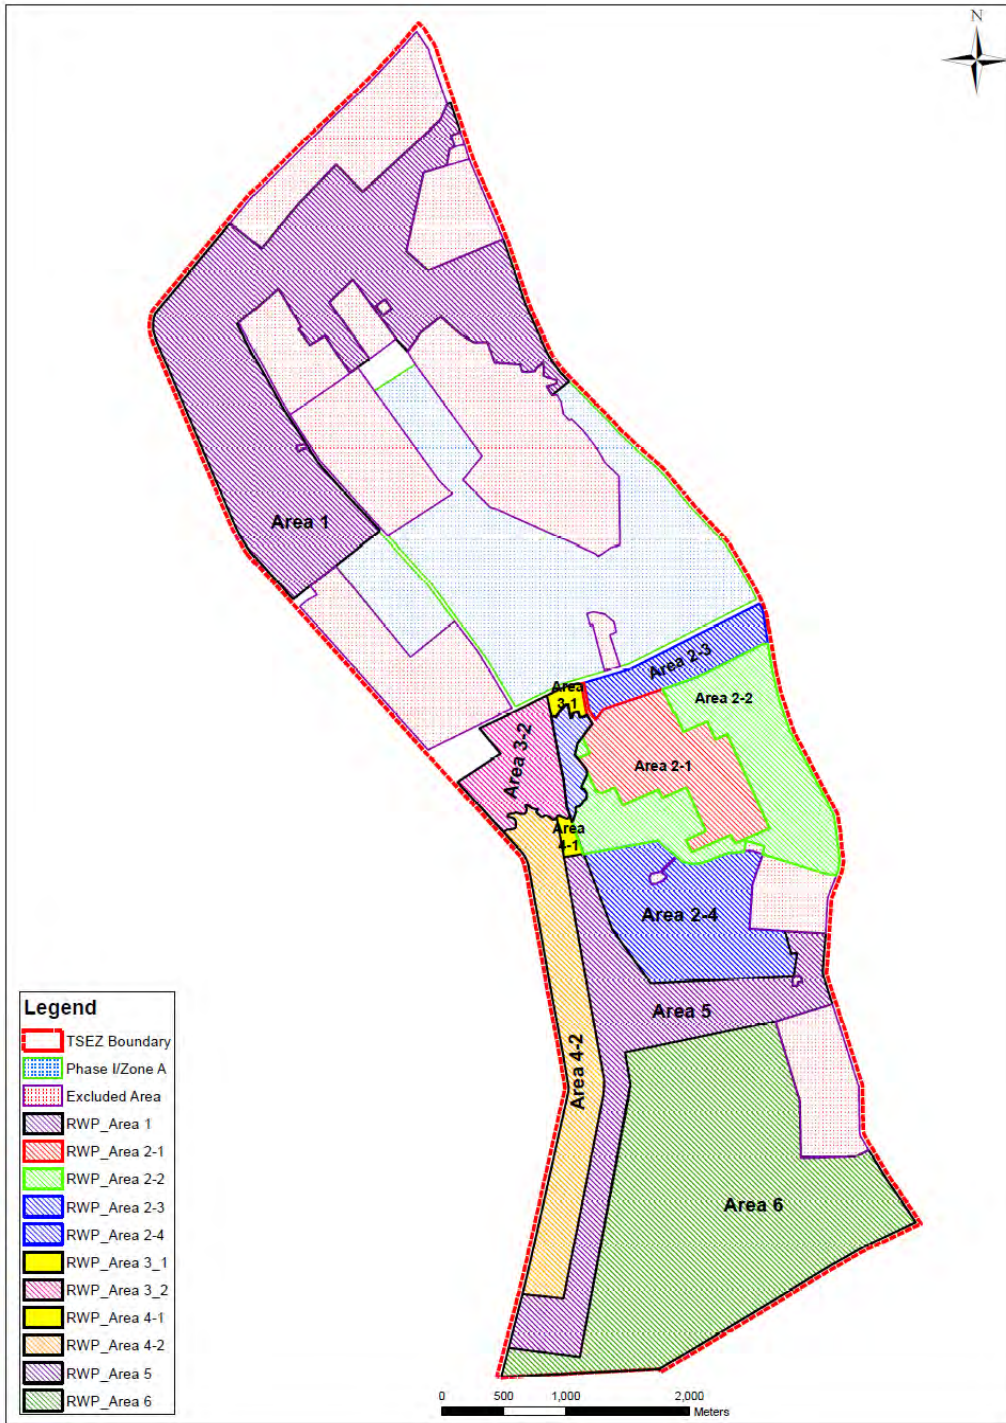 N
Area 1
Area 2-3
Area 2-2
Area
3-1
Area 3-2
Area 2-1
Area
4-1
Area 2-4
Area 5
Area 4-2
Area 6
Legend
TSEZ Boundary
Phase I/Zone A
Excluded Area
RWP_Area 1
RWP_Area 2-1
RWP_Area 2-2
RWP_Area 2-3
RWP_Area 2-4
RWP_Area 3_1
RWP_Area 3_2
RWP_Area 4-1
RWP_Area 4-2
RWP_Area 5
RWP_Area 6
0 500 1,000 2,000
Meters